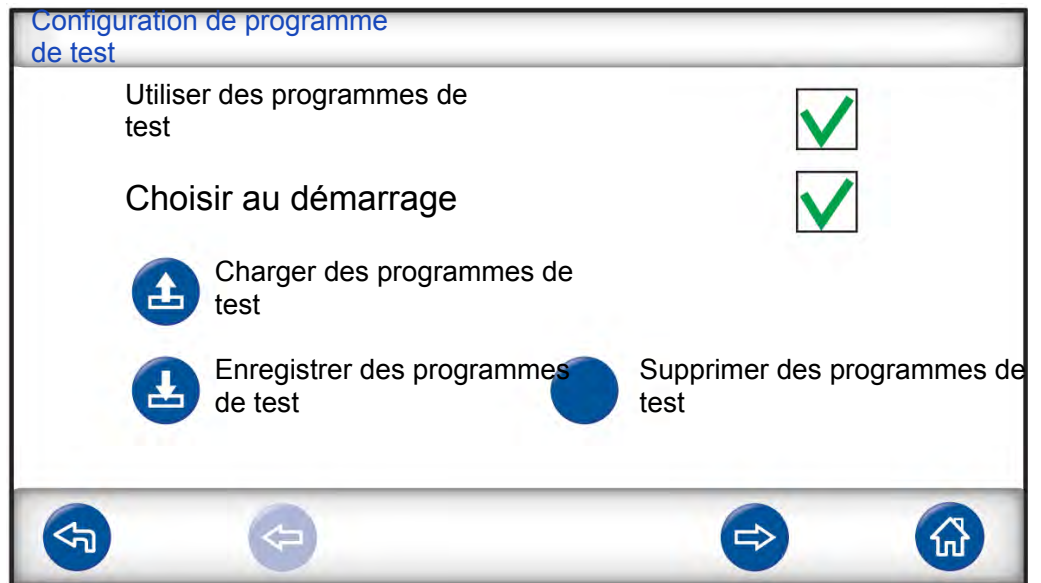 Configuration de programme
de test
Utiliser des programmes de
test
Choisir au démarrage
Charger des programmes de
test
Enregistrer des programmes
de test
Supprimer des programmes de
test